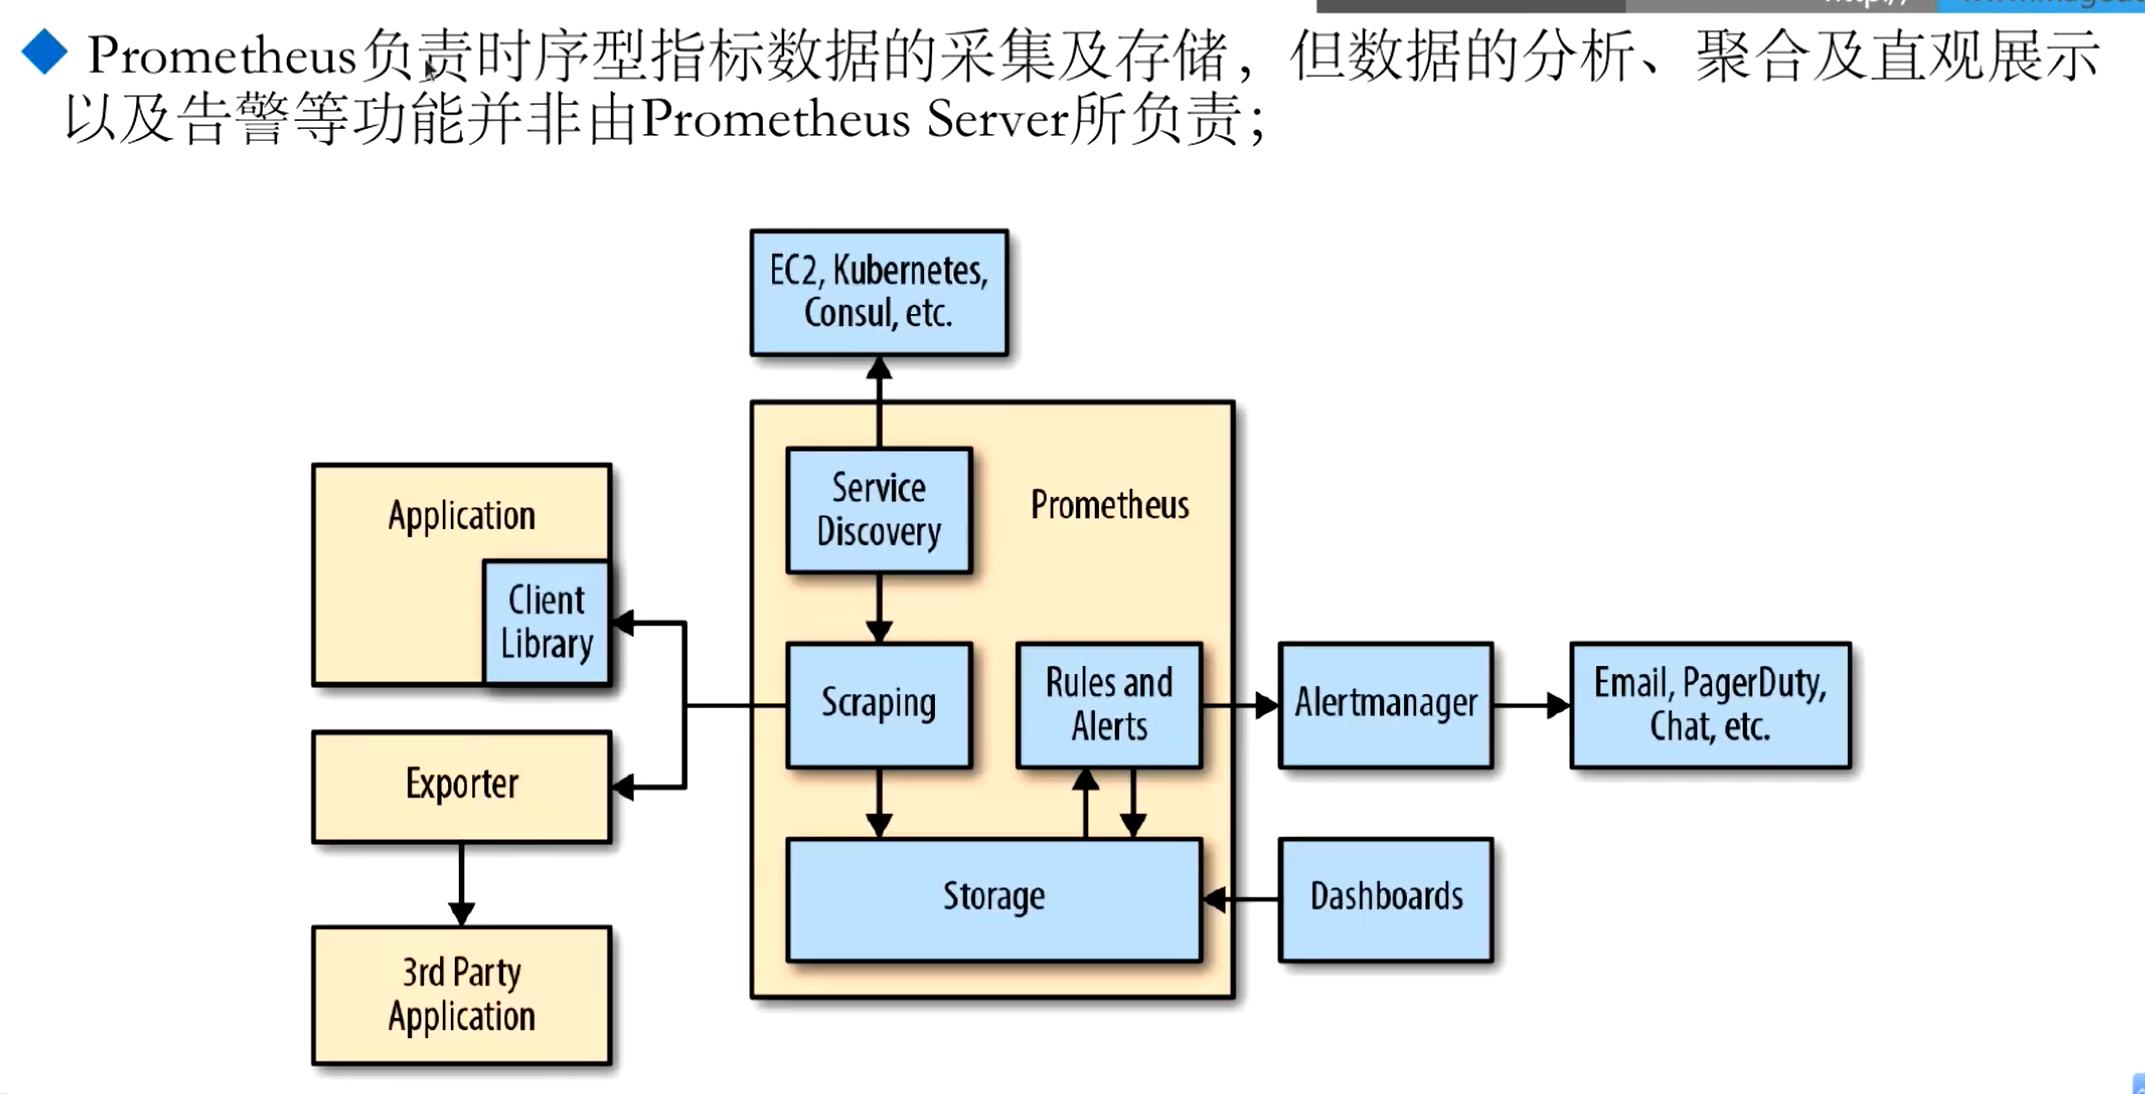 Prometheus负责时序型指标数据的采集及存储，但数据的分析、聚合及直观展示
以及告警等功能并非由Prometheus Server所负责；
EC2, Kubernetes,
Consul, etc.
Service
Discovery
Prometheus
Application
Client
Library
Scraping
Rules and
Alerts
Alertmanager
Email, PagerDuty,
Chat, etc.
Exporter
Storage
Dashboards
3rd Party
Application